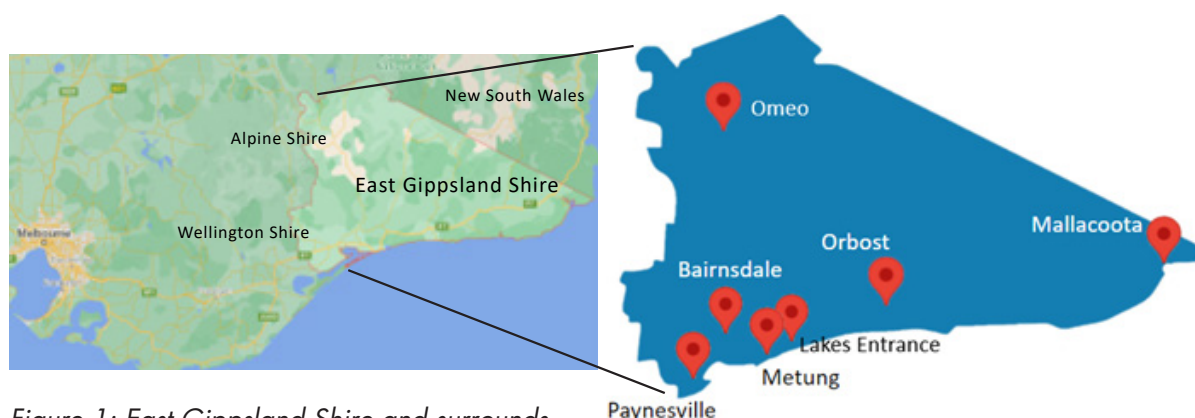 New South Wales
Alpine Shire
East Gippsland Shire
Wellington Shire
Melbourne
Omeo
Mallacoota
Orbost
Bairnsdale
Lakes Entrance
Metung
Paynesville
Figure 1: East Gippsland Shire and surrounds